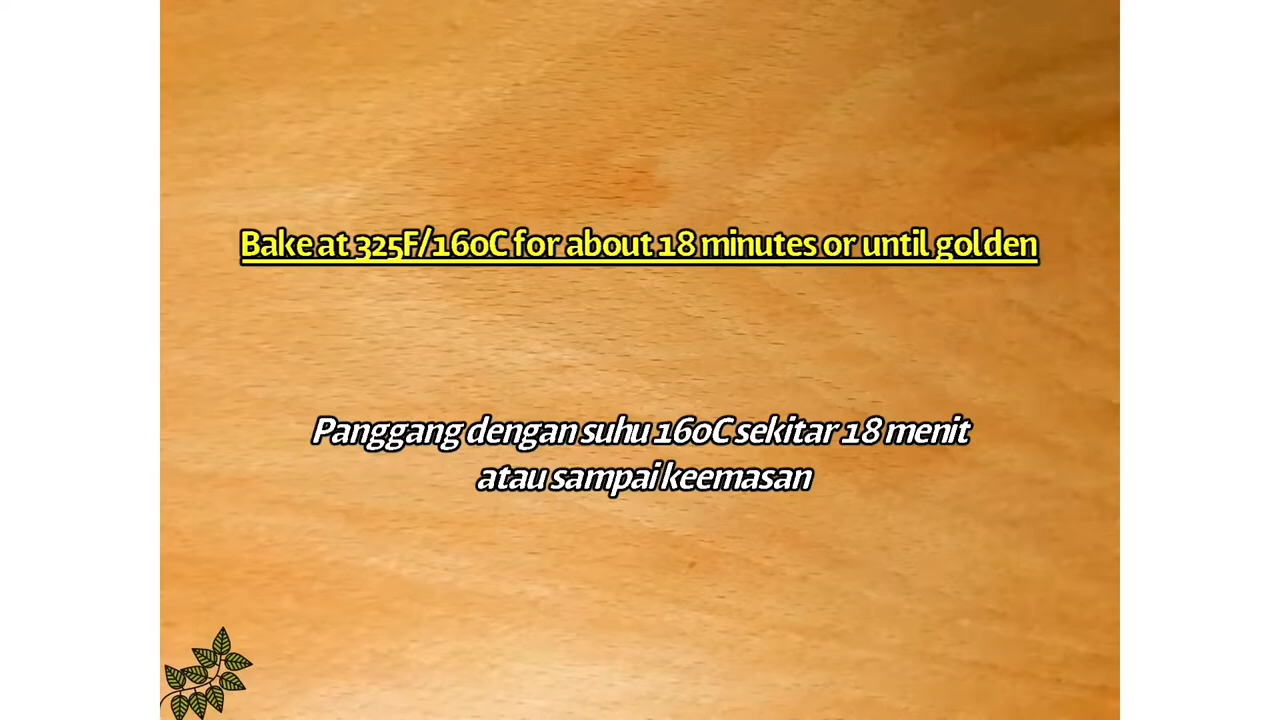 Bake at 325F/160C for about 18 minutes or until golden
Panggang dengan suhu 160C sekitar 18 menit
atau sampai keemasan